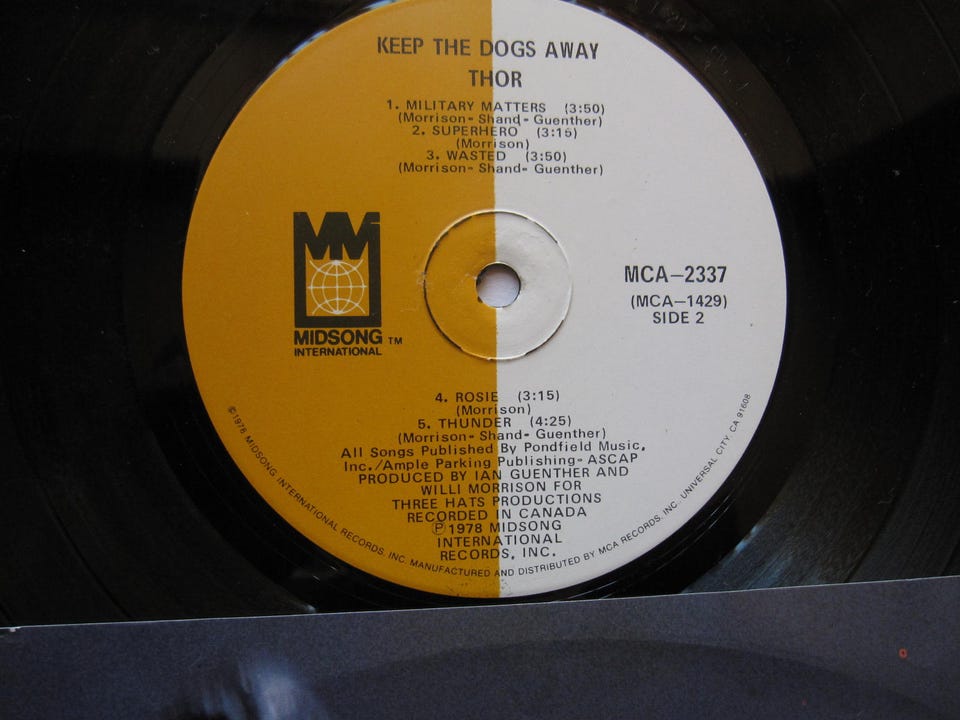 KEEP THE DOGS AWAY
THOR
1. MILITARY MATTERS (3:50)
(Morrison- Shand- Guenther)
2. SUPERHERO (3:15)
(Morrison)
3. WASTED (3:50)
(Morrison- Shand- Guenther)
MIDSONG TM
INTERNATIONAL
MCA-2337
(MCA-1429)
SIDE 2
4. ROSIE (3:15)
(Morrison)
5. THUNDER (4:25)
(Morrison- Shand- Guenther)
All Songs Published By Pondfield Music,
Inc./Ample Parking Publishing- ASCAP
PRODUCED BY IAN GUENTHER AND
WILLI MORRISON FOR
THREE HATS PRODUCTIONS
RECORDED IN CANADA
Ⓟ1978 MIDSONG
INTERNATIONAL
RECORDS, INC.
©1978 MIDSONG INTERNATIONAL RECORDS, INC. MANUFACTURED AND DISTRIBUTED BY MCA RECORDS, INC. UNIVERSAL CITY, CA 91608